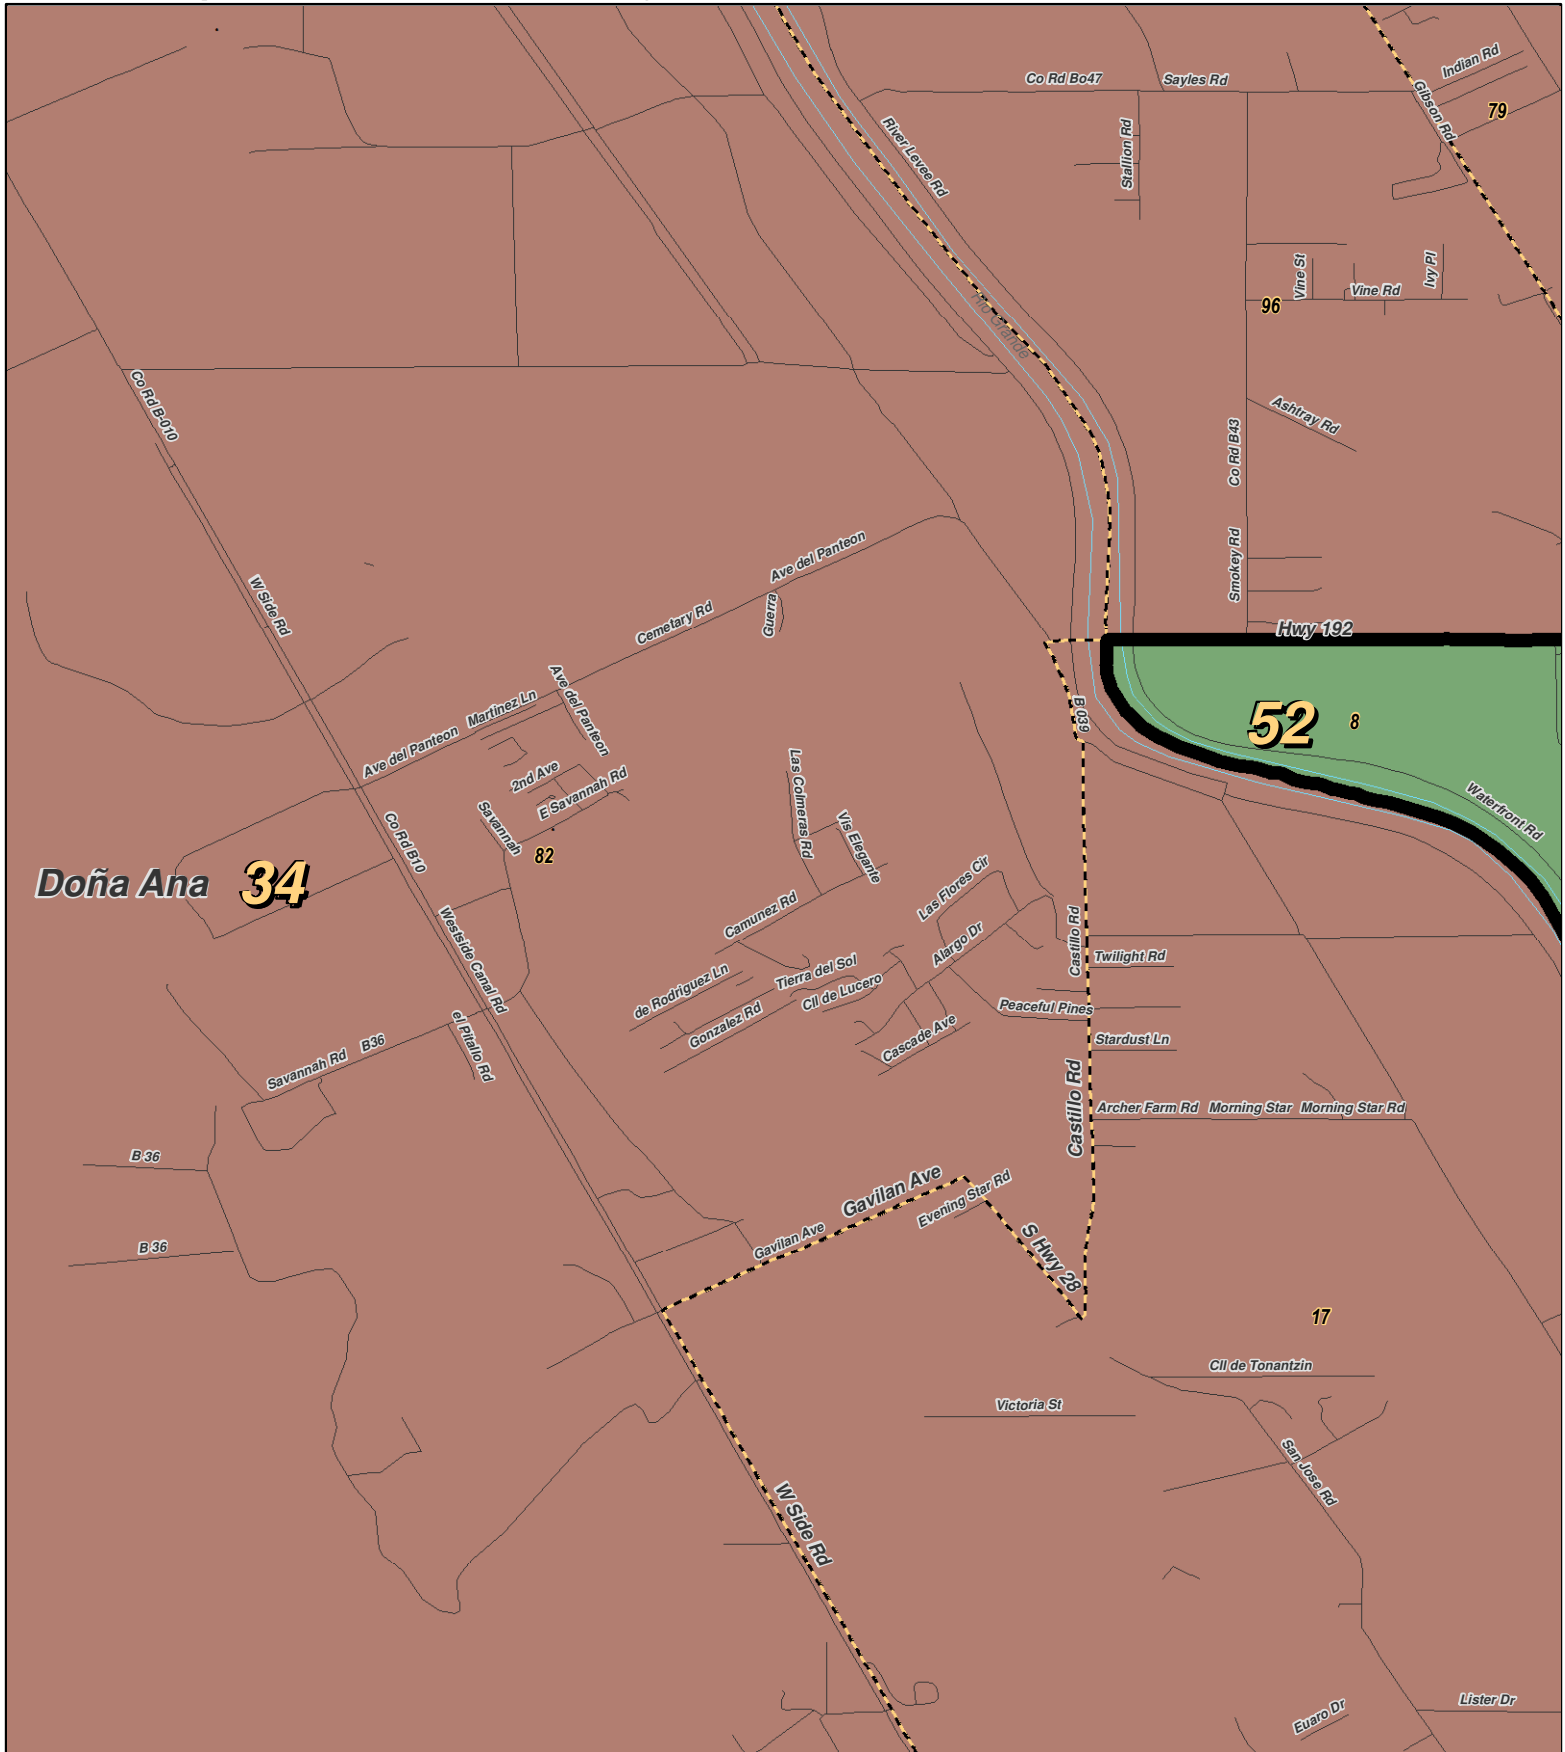 Indian Rd
Co Rd Bo47
Sayles Rd
Gibson Rd
79
River Levee Rd
Stallion Rd
Vine St
Vine Rd
Ivy Pl
96
Rio Grande
Co Rd B-010
Ashtray Rd
Co Rd B43
Ave del Panteon
Smokey Rd
W Side Rd
Guerra
Cemetary Rd
Hwy 192
Ave del Panteon
Martinez Ln
Ave del Panteon
B 039
52
8
2nd Ave
E Savannah Rd
Savannah
Las Colmeras Rd
Vis Elegante
Waterfront Rd
Co Rd B10
82
Doña Ana
34
Las Flores Cir
Camunez Rd
Westside Canal Rd
Alargo Dr
Castillo Rd
Twilight Rd
de Rodriguez Ln
Tierra del Sol
Cll de Lucero
Gonzalez Rd
Peaceful Pines
Cascade Ave
Stardust Ln
el Pitallo Rd
Savannah Rd
B36
Castillo Rd
Archer Farm Rd
Morning Star
Morning Star Rd
B 36
Gavilan Ave
Evening Star Rd
Gavilan Ave
S Hwy 28
B 36
17
Cll de Tonantzin
Victoria St
San Jose Rd
W Side Rd
Lister Dr
Euaro Dr